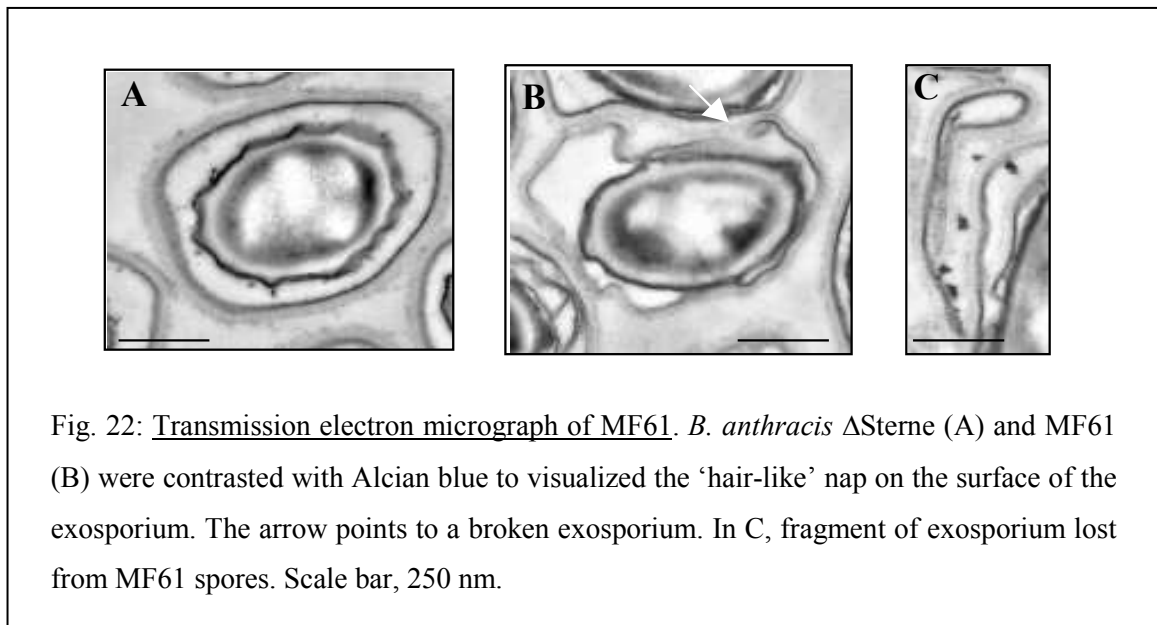 A
B
C
Fig. 22: Transmission electron micrograph of MF61. B. anthracis ΔSterne (A) and MF61
(B) were contrasted with Alcian blue to visualized the ‘hair-like’ nap on the surface of the
exosporium. The arrow points to a broken exosporium. In C, fragment of exosporium lost
from MF61 spores. Scale bar, 250 nm.